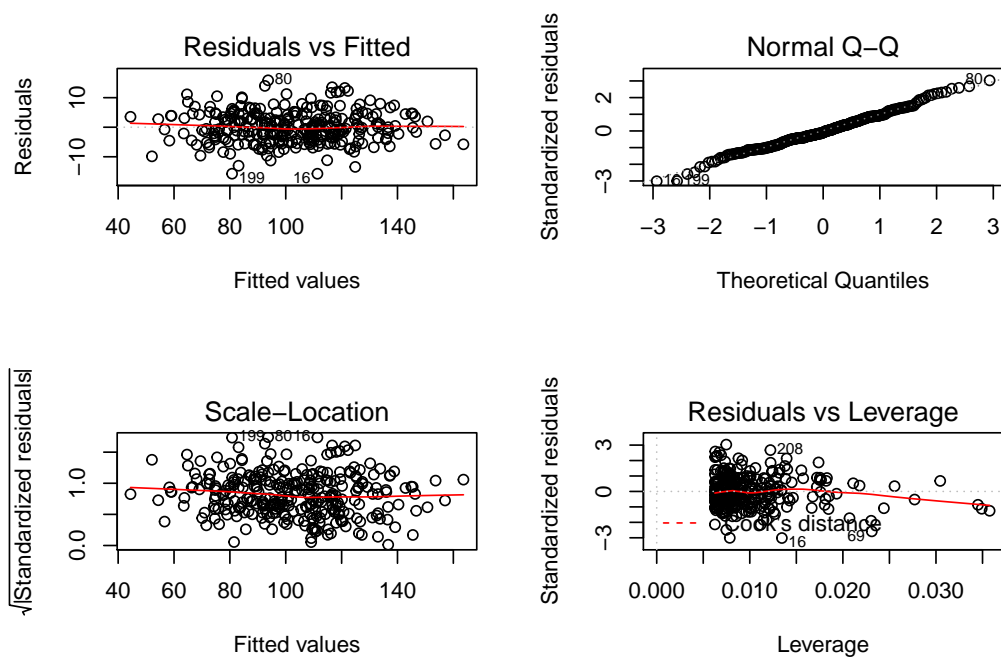 Residuals vs Fitted
Residuals
10
−10
80
199
16
40 60 80 100 120 140
Fitted values
Normal Q−Q
Standardized residuals
2
0
−3
80
16
199
−3 −2 −1 0 1 2 3
Theoretical Quantiles
Scale−Location
√|Standardized residuals|
1.0
0.0
199 80 16
40 60 80 100 120 140
Fitted values
Residuals vs Leverage
Standardized residuals
3
0
−3
208
Cook's distance
16
69
0.000 0.010 0.020 0.030
Leverage